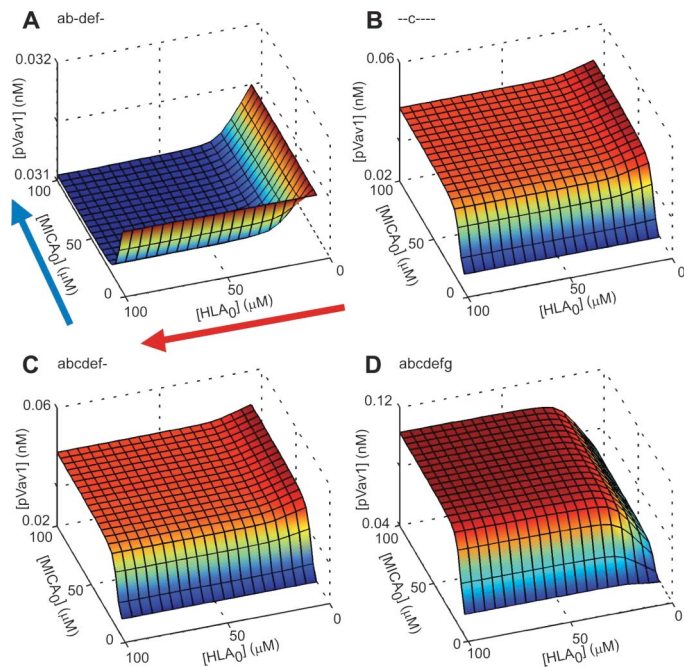 A ab-def-
0.032
[pVav1] (nM)
0.031
100
[MICA0] (µM)
50
0
100
[HLA0] (µM)
50
0
B --c----
0.06
[pVav1] (nM)
0.02
100
[MICA0] (µM)
50
0
100
[HLA0] (µM)
50
0
C abcdef-
0.06
[pVav1] (nM)
0.02
100
[MICA0] (µM)
50
0
100
[HLA0] (µM)
50
0
D abcdefg
0.12
[pVav1] (nM)
0.04
100
[MICA0] (µM)
50
0
100
[HLA0] (µM)
50
0